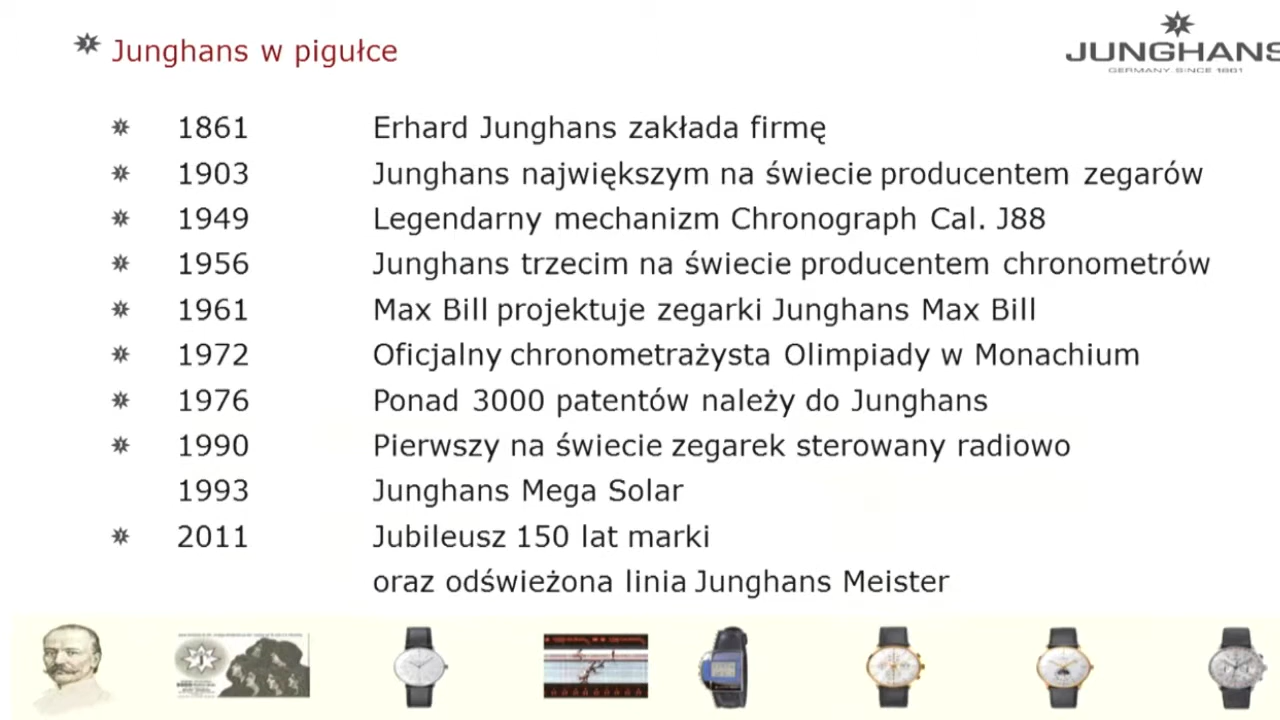 Junghans w pigułce
JUNGHANS
GERMANY. SINCE 1861
1861 Erhard Junghans zakłada firmę
1903 Junghans największym na świecie producentem zegarów
1949 Legendarny mechanizm Chronograph Cal. J88
1956 Junghans trzecim na świecie producentem chronometrów
1961 Max Bill projektuje zegarki Junghans Max Bill
1972 Oficjalny chronometrażysta Olimpiady w Monachium
1976 Ponad 3000 patentów należy do Junghans
1990 Pierwszy na świecie zegarek sterowany radiowo
1993 Junghans Mega Solar
2011 Jubileusz 150 lat marki
oraz odświeżona linia Junghans Meister